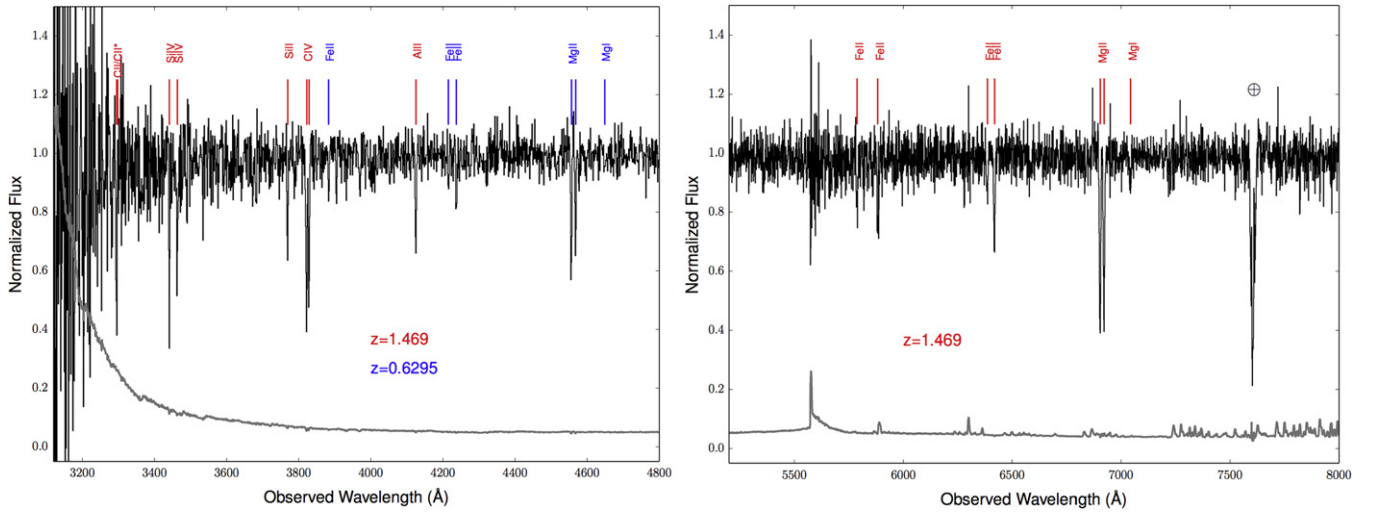 1.4
1.2
1.0
0.8
0.6
0.4
0.2
0.0
Normalized Flux
CII/CII*
SiIV
SiIV
SiII
CIV
FeII
AlII
FeII
FeII
MgII
MgI
z=1.469
z=0.6295
3200 3400 3600 3800 4000 4200 4400 4600 4800
Observed Wavelength (Å)
1.4
1.2
1.0
0.8
0.6
0.4
0.2
0.0
Normalized Flux
FeII
FeII
FeII
FeII
MgII
MgI
z=1.469
5500 6000 6500 7000 7500 8000
Observed Wavelength (Å)